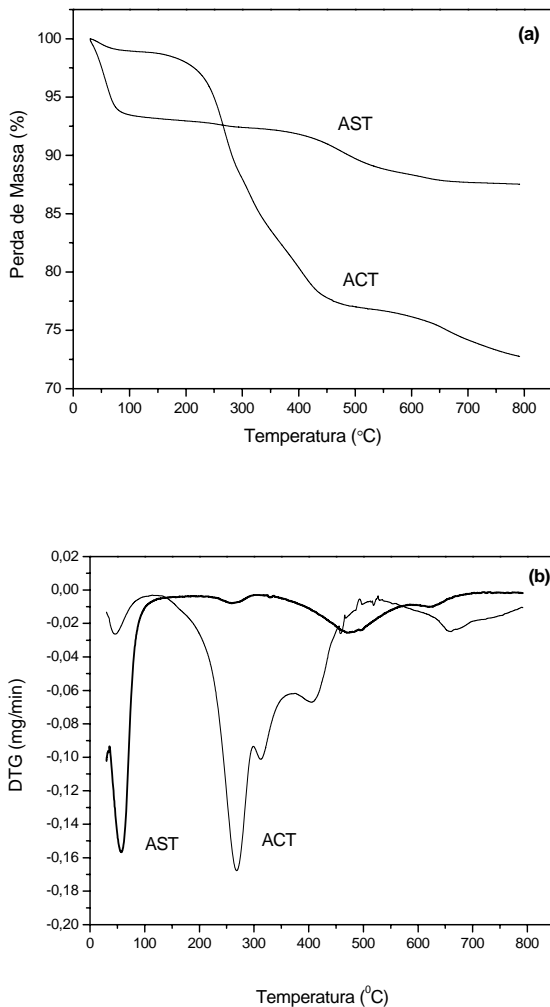 (a)
100
95
90
85
80
75
70
Perda de Massa (%)
AST
ACT
0 100 200 300 400 500 600 700 800
Temperatura (°C)
(b)
0,02
0,00
-0,02
-0,04
-0,06
-0,08
-0,10
-0,12
-0,14
-0,16
-0,18
-0,20
DTG (mg/min)
AST
ACT
0 100 200 300 400 500 600 700 800
Temperatura (⁰C)